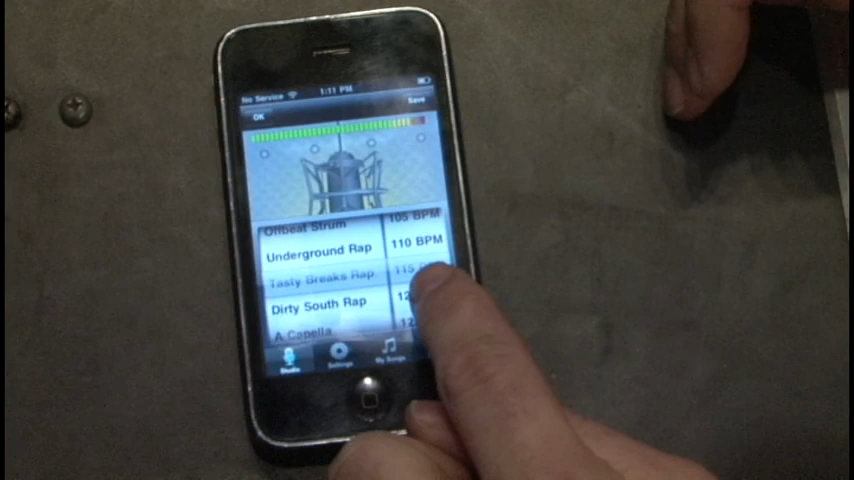 No Service 1:11 PM
OK Save
Offbeat Strum 105 BPM
Underground Rap 110 BPM
Tasty Breaks Rap 115
Dirty South Rap
A Capella
Studio Settings My Songs